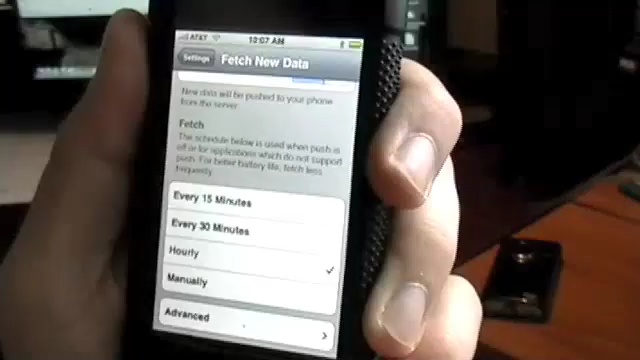 AT&T 10:07 AM
Settings Fetch New Data
New data will be pushed to your phone
from the server.
Fetch
The schedule below is used when push is
off or for applications which do not support
push. For better battery life, fetch less
frequently.
Every 15 Minutes
Every 30 Minutes
Hourly
Manually
Advanced